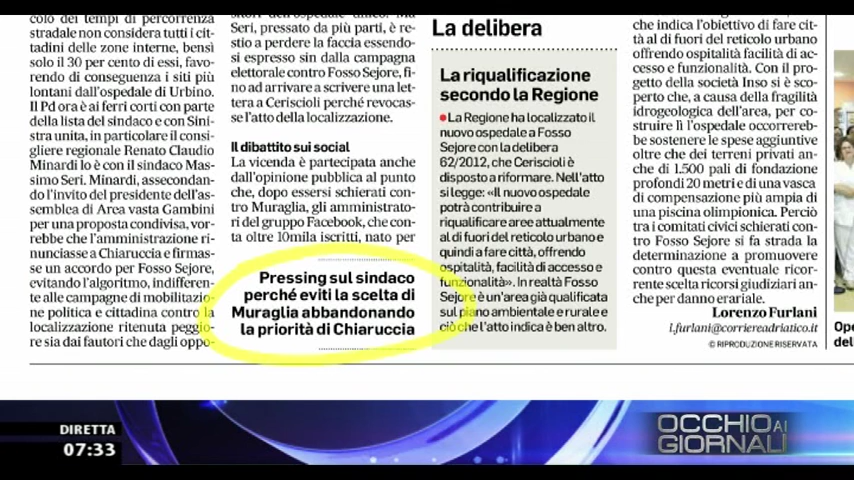 colo dei tempi di percorrenza
stradale non considera tutti i cit-
tadini delle zone interne, bensì
solo il 30 per cento di essi, favo-
rendo di conseguenza i siti più
lontani dall'ospedale di Urbino.
Il Pd ora è ai ferri corti con parte
della lista del sindaco e con Sini-
stra unita, in particolare il consi-
gliere regionale Renato Claudio
Minardi lo è con il sindaco Mas-
simo Seri. Minardi, assecondan-
do l'invito del presidente dell'as-
semblea di Area vasta Gambini
per una proposta condivisa, vor-
rebbe che l'amministrazione ri-
nunciasse a Chiaruccia e firmas-
se un accordo per Fosso Sejore,
evitando l'algoritmo, indifferen-
te alle campagne di mobilitazio-
ne politica e cittadina contro la
localizzazione ritenuta peggio-
re sia dai fautori che dagli oppo-
sitori dell'ospedale unico. Ma
Seri, pressato da più parti, è re-
stio a perdere la faccia essendo-
si espresso sin dalla campagna
elettorale contro Fosso Sejore, fi-
no ad arrivare a scrivere una let-
tera a Ceriscioli perché revocas-
se l'atto della localizzazione.
Il dibattito sui social
La vicenda è partecipata anche
dall'opinione pubblica al punto
che, dopo essersi schierati con-
tro Muraglia, gli amministrato-
ri del gruppo Facebook, che con-
ta oltre 10mila iscritti, nato per
Pressing sul sindaco
perché eviti la scelta di
Muraglia abbandonando
la priorità di Chiaruccia
La delibera
La riqualificazione
secondo la Regione
● La Regione ha localizzato il
nuovo ospedale a Fosso
Sejore con la delibera
62/2012, che Ceriscioli è
disposto a riformare. Nell'atto
si legge: «Il nuovo ospedale
potrà contribuire a
riqualificare aree attualmente
al di fuori del reticolo urbano e
quindi a fare città, offrendo
ospitalità, facilità di accesso e
funzionalità». In realtà Fosso
Sejore è un'area già qualificata
sul piano ambientale e rurale e
ciò che l'atto indica è ben altro.
che indica l'obiettivo di fare cit-
tà al di fuori del reticolo urbano
offrendo ospitalità facilità di ac-
cesso e funzionalità. Con il pro-
getto della società Inso si è sco-
perto che, a causa della fragilità
idrogeologica dell'area, per co-
struire lì l'ospedale occorrereb-
be sostenere le spese aggiuntive
oltre che dei terreni privati an-
che di 1.500 pali di fondazione
profondi 20 metri e di una vasca
di compensazione più ampia di
una piscina olimpionica. Perciò
tra i comitati civici schierati con-
tro Fosso Sejore si fa strada la
determinazione a promuovere
contro questa eventuale ricor-
rente scelta ricorsi giudiziari an-
che per danno erariale.
Lorenzo Furlani
l.furlani@corriereadriatico.it
© RIPRODUZIONE RISERVATA
Ope
del
DIRETTA
07:33
OCCHIO AI
GIORNALI